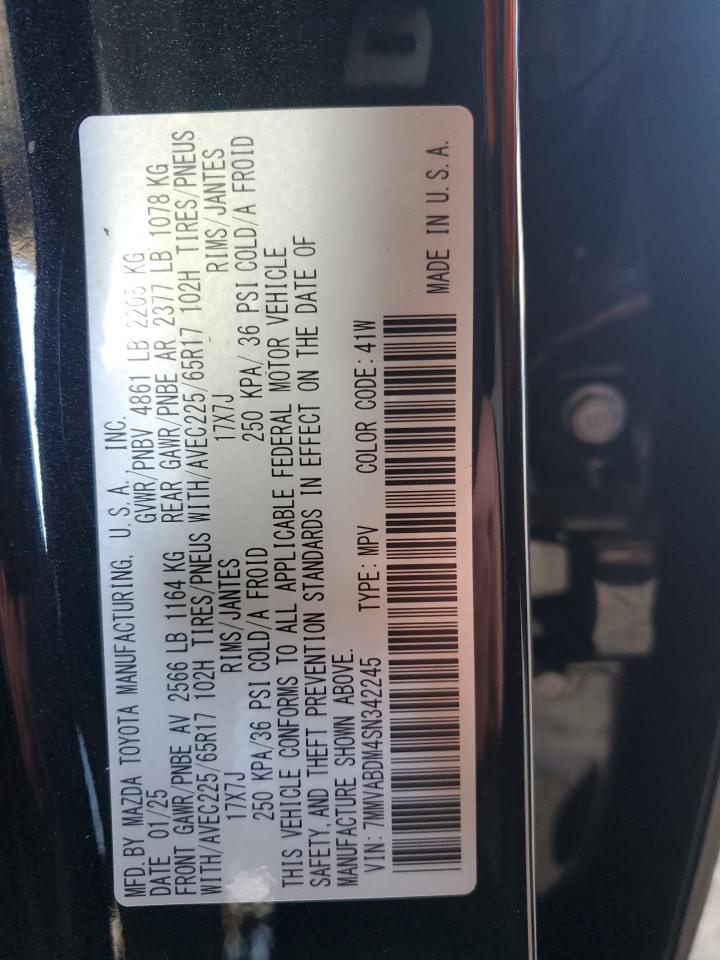 MFD. BY MAZDA TOYOTA MANUFACTURING, U.S.A. INC.
DATE 01/25 GVWR/PNBV 4861 LB 2205 KG
FRONT GAWR/PNBE AV 2566 LB 1164 KG REAR GAWR/PNBE AR 2377 LB 1078 KG
WITH/AVEC225/65R17 102H TIRES/PNEUS WITH/AVEC225/65R17 102H TIRES/PNEUS
17X7J RIMS/JANTES 17X7J RIMS/JANTES
250 KPA/36 PSI COLD/A FROID 250 KPA/ 36 PSI COLD/A FROID
THIS VEHICLE CONFORMS TO ALL APPLICABLE FEDERAL MOTOR VEHICLE
SAFETY, AND THEFT PREVENTION STANDARDS IN EFFECT ON THE DATE OF
MANUFACTURE SHOWN ABOVE.
VIN: 7MMVABDM4SN342245 TYPE: MPV COLOR CODE: 41W
MADE IN U.S.A.